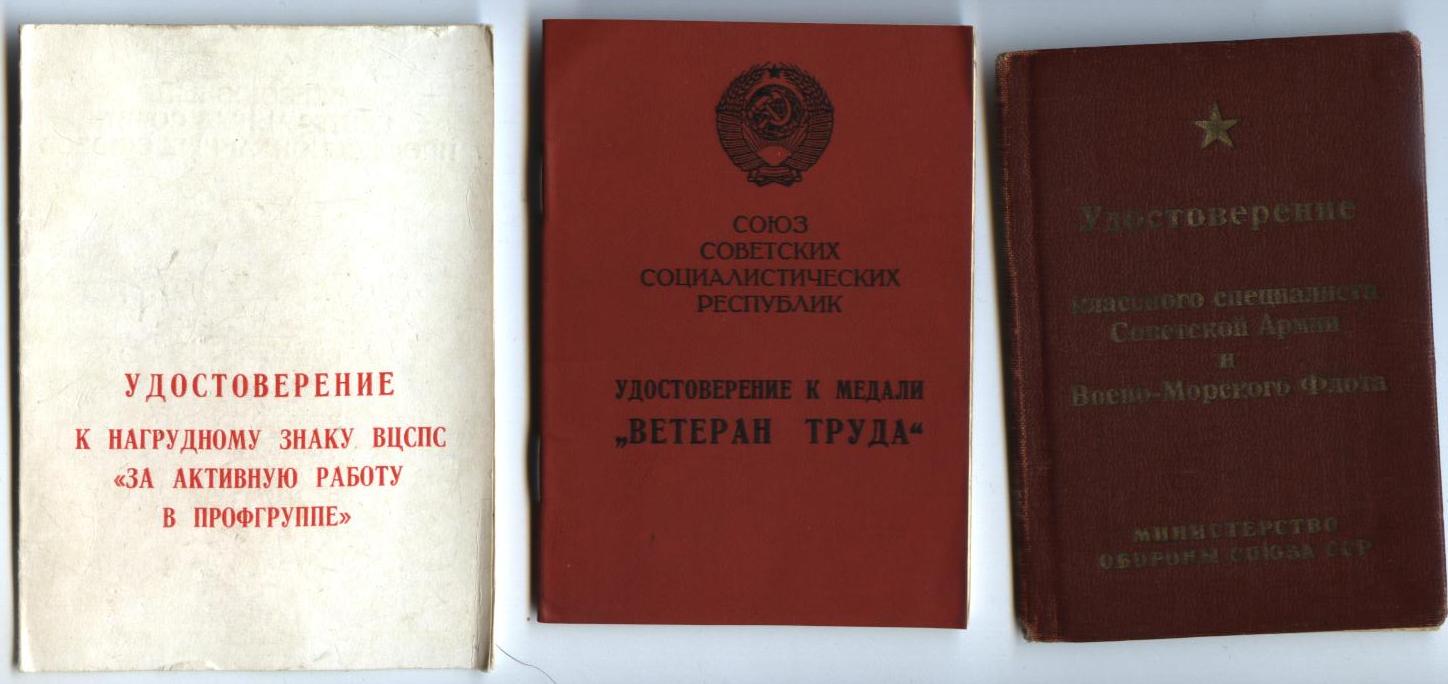 УДОСТОВЕРЕНИЕ
К НАГРУДНОМУ ЗНАКУ ВЦСПС
«ЗА АКТИВНУЮ РАБОТУ
В ПРОФГРУППЕ»
СОЮЗ
СОВЕТСКИХ
СОЦИАЛИСТИЧЕСКИХ
РЕСПУБЛИК
УДОСТОВЕРЕНИЕ К МЕДАЛИ
„ВЕТЕРАН ТРУДА“
Удостоверение
классного специалиста
Советской Армии
и
Военно-Морского Флота
МИНИСТЕРСТВО
ОБОРОНЫ СОЮЗА ССР